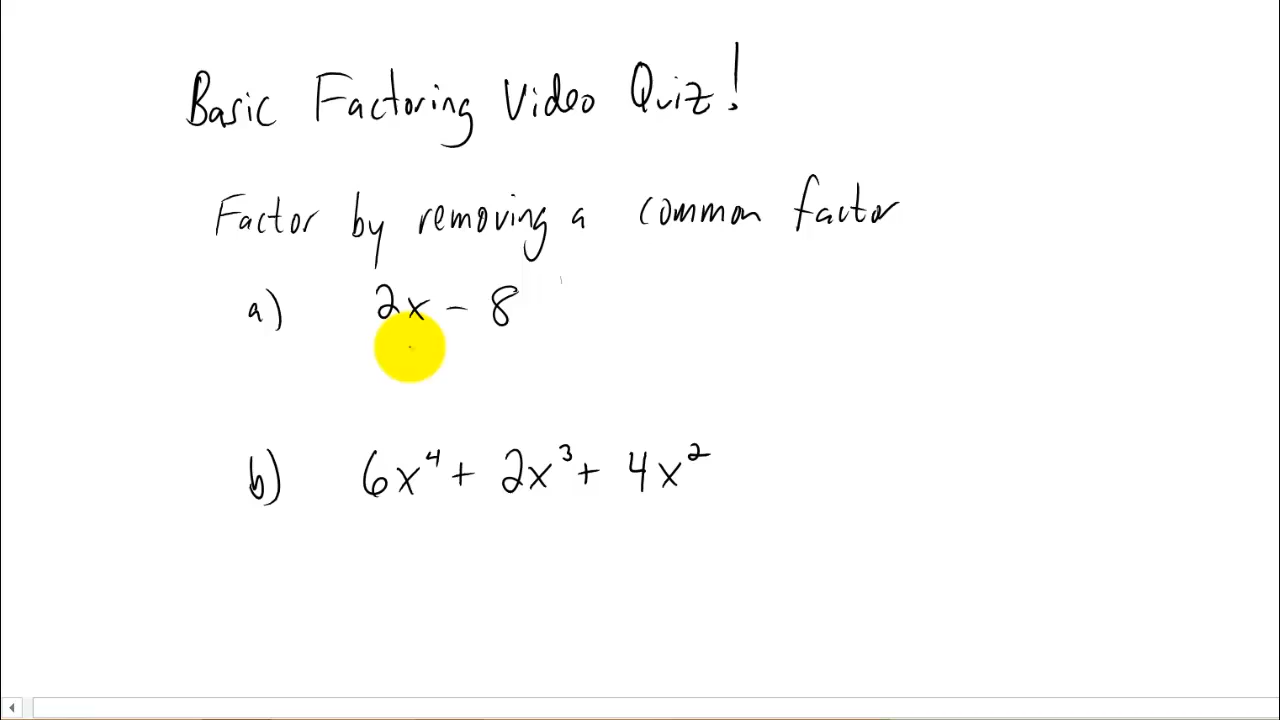 Basic Factoring Video Quiz!
Factor by removing a common factor
a) 2x - 8
b) 6x⁴ + 2x³ + 4x²